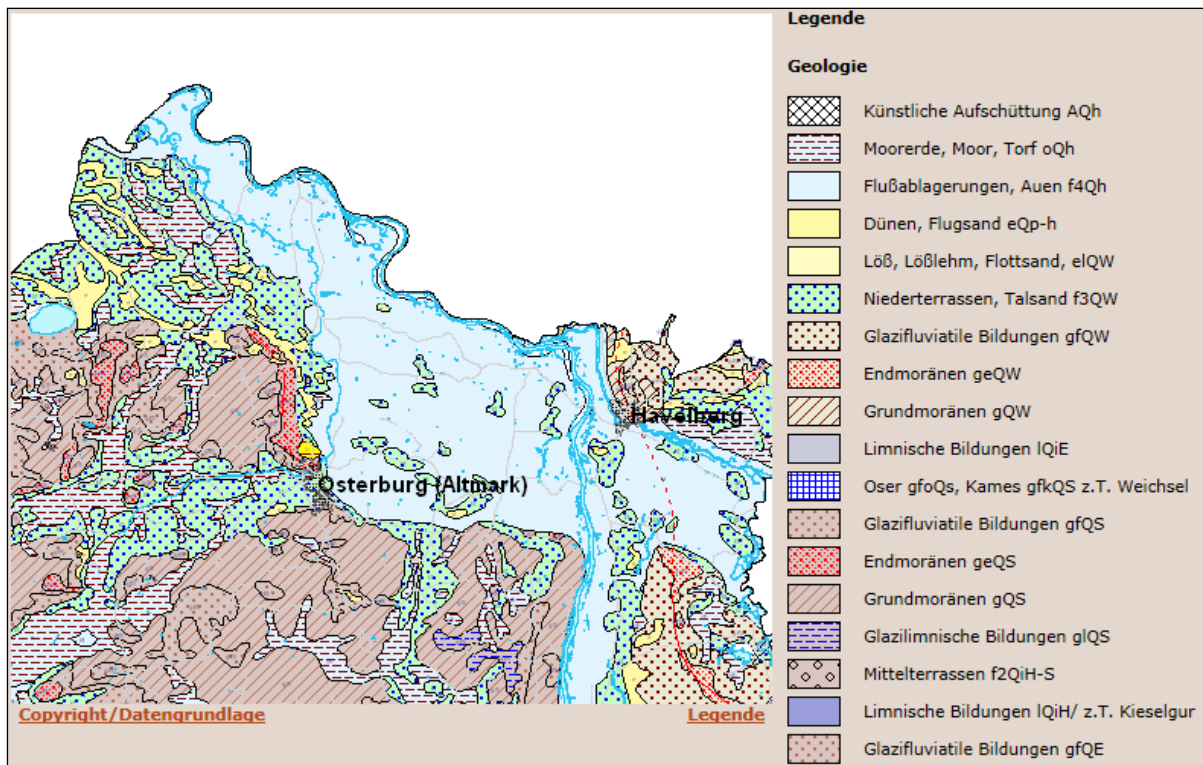 Legende
Geologie
Künstliche Aufschüttung AQh
Moorerde, Moor, Torf oQh
Flußablagerungen, Auen f4Qh
Dünen, Flugsand eQp-h
Löß, Lößlehm, Flottsand, elQW
Niederterrassen, Talsand f3QW
Glazifluviatile Bildungen gfQW
Endmoränen geQW
Grundmoränen gQW
Limnische Bildungen lQiE
Oser gfoQs, Kames gfkQS z.T. Weichsel
Glazifluviatile Bildungen gfQS
Endmoränen geQS
Grundmoränen gQS
Glazilimnische Bildungen glQS
Mittelterrassen f2QiH-S
Limnische Bildungen lQiH/ z.T. Kieselgur
Glazifluviatile Bildungen gfQE
Havelberg
Osterburg (Altmark)
Copyright/Datengrundlage
Legende